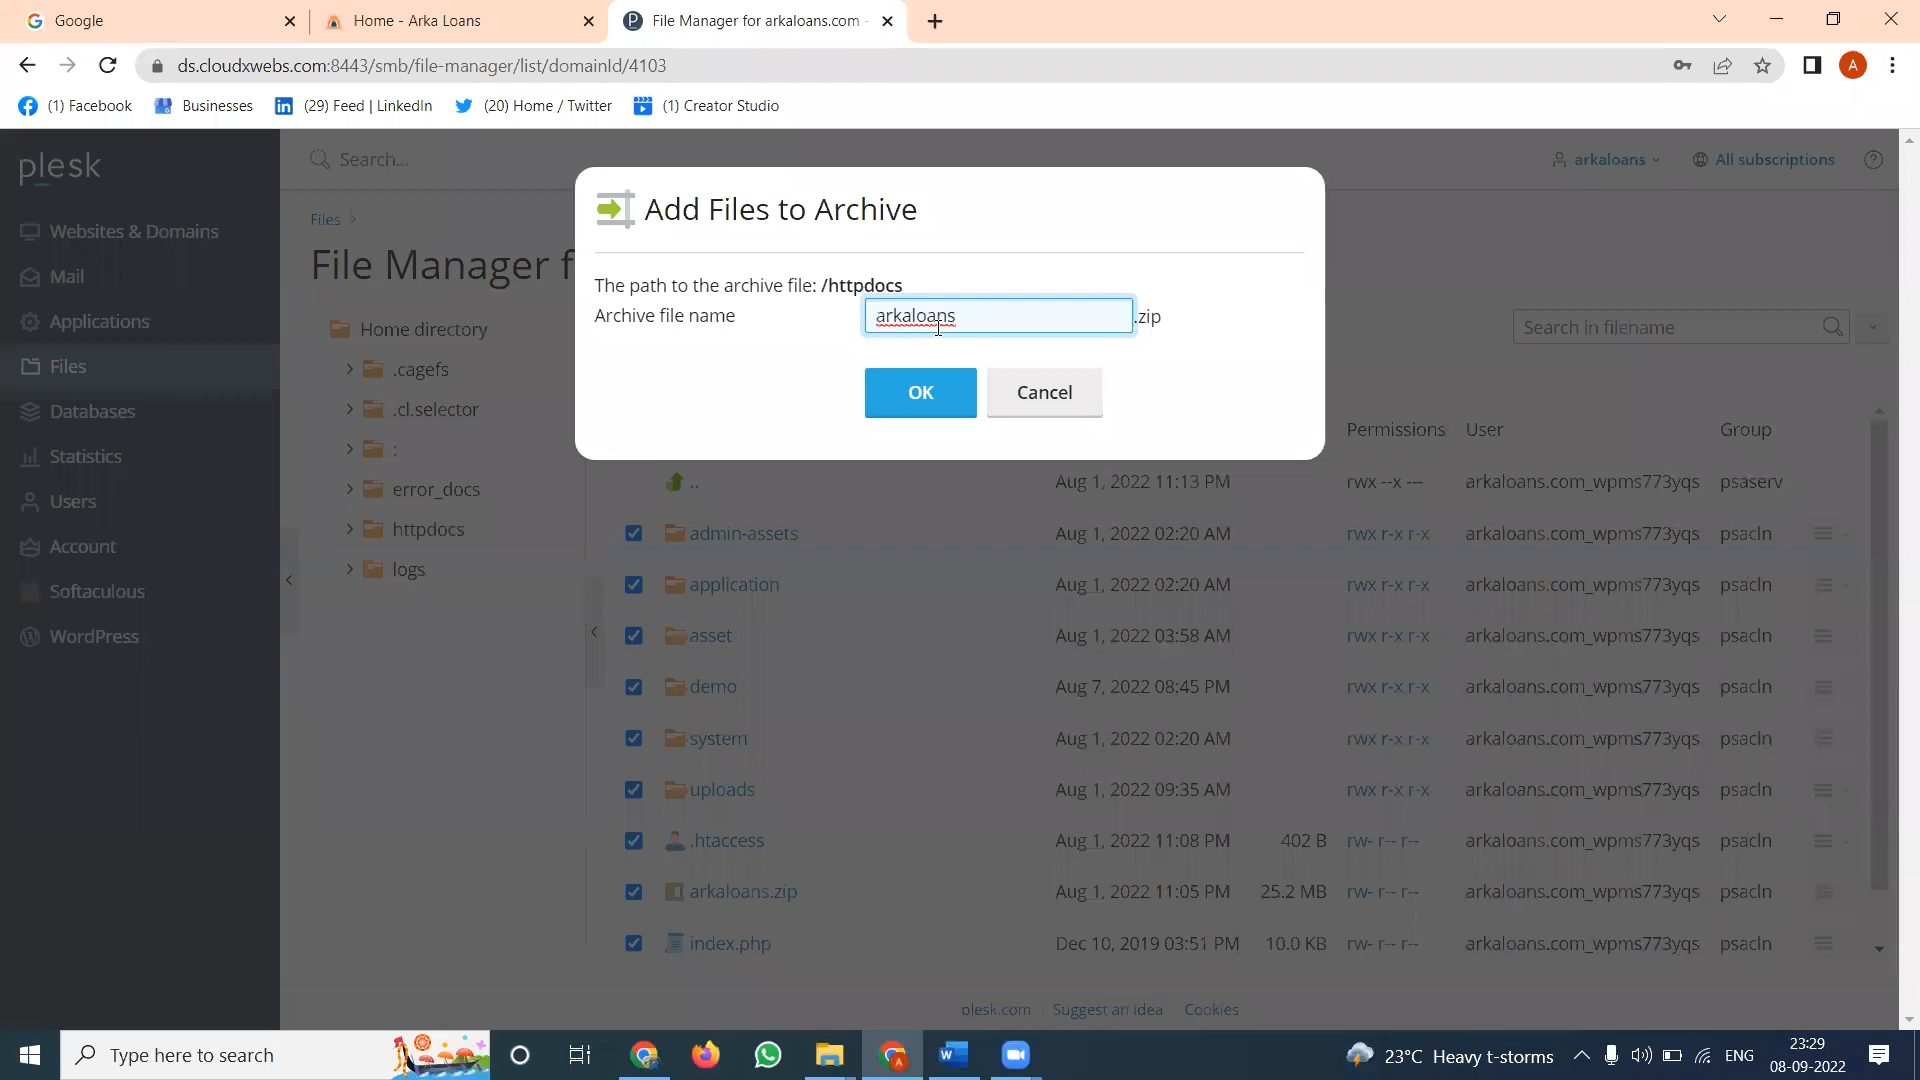 Google
Home - Arka Loans
File Manager for arkaloans.com -
ds.cloudxwebs.com:8443/smb/file-manager/list/domainId/4103
A
(1) Facebook
Businesses
(29) Feed | LinkedIn
(20) Home / Twitter
(1) Creator Studio
plesk
Search...
arkaloans
All subscriptions
Websites & Domains
Mail
Applications
Files
Databases
Statistics
Users
Account
Softaculous
WordPress
Files
File Manager f
Home directory
.cagefs
.cl.selector
:
error_docs
httpdocs
logs
Add Files to Archive
The path to the archive file: /httpdocs
Archive file name arkaloans .zip
OK Cancel
Search in filename
Permissions User Group
.. Aug 1, 2022 11:13 PM rwx --x --- arkaloans.com_wpms773yqs psaserv
admin-assets Aug 1, 2022 02:20 AM rwx r-x r-x arkaloans.com_wpms773yqs psacln
application Aug 1, 2022 02:20 AM rwx r-x r-x arkaloans.com_wpms773yqs psacln
asset Aug 1, 2022 03:58 AM rwx r-x r-x arkaloans.com_wpms773yqs psacln
demo Aug 7, 2022 08:45 PM rwx r-x r-x arkaloans.com_wpms773yqs psacln
system Aug 1, 2022 02:20 AM rwx r-x r-x arkaloans.com_wpms773yqs psacln
uploads Aug 1, 2022 09:35 AM rwx r-x r-x arkaloans.com_wpms773yqs psacln
.htaccess Aug 1, 2022 11:08 PM 402 B rw- r-- r-- arkaloans.com_wpms773yqs psacln
arkaloans.zip Aug 1, 2022 11:05 PM 25.2 MB rw- r-- r-- arkaloans.com_wpms773yqs psacln
index.php Dec 10, 2019 03:51 PM 10.0 KB rw- r-- r-- arkaloans.com_wpms773yqs psacln
plesk.com Suggest an idea Cookies
Type here to search
23°C Heavy t-storms
ENG
23:29
08-09-2022